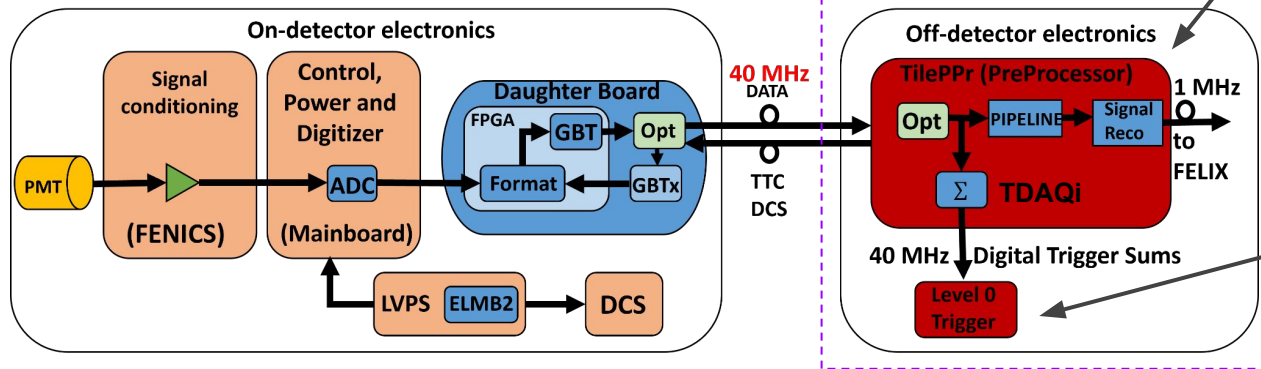 On-detector electronics
Signal
conditioning
(FENICS)
PMT
Control,
Power and
Digitizer
ADC
(Mainboard)
LVPS
ELMB2
DCS
Daughter Board
FPGA
GBT
Opt
Format
GBTx
40 MHz
DATA
TTC
DCS
Off-detector electronics
TilePPr (PreProcessor)
Opt
PIPELINE
Signal
Reco
1 MHz
to
FELIX
Σ
TDAQi
40 MHz
Digital Trigger Sums
Level 0
Trigger